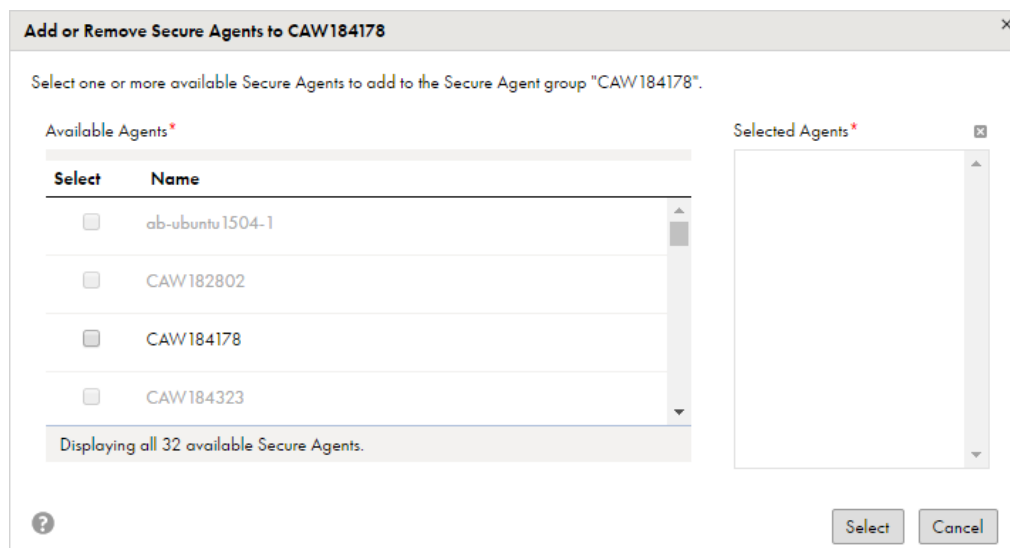 Add or Remove Secure Agents to CAW184178
Select one or more available Secure Agents to add to the Secure Agent group "CAW184178".
Available Agents*
Selected Agents*
Select Name
ab-ubuntu1504-1
CAW182802
CAW184178
CAW184323
Displaying all 32 available Secure Agents.
Select Cancel